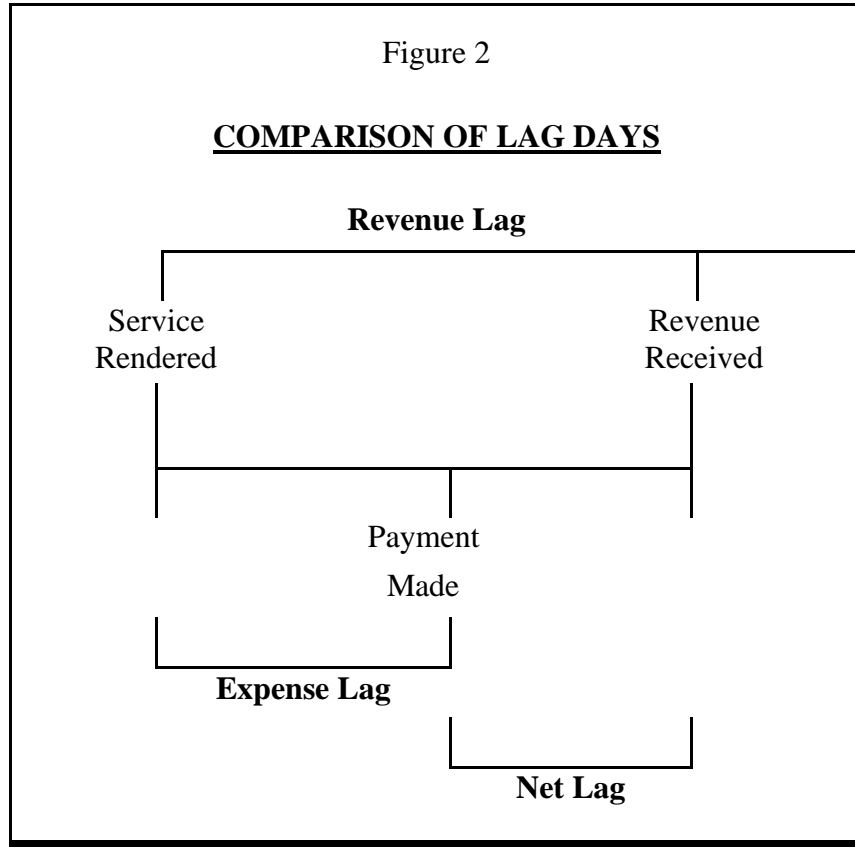 Figure 2
COMPARISON OF LAG DAYS
Revenue Lag
Service Revenue
Rendered Received
Payment
Made
Expense Lag
Net Lag